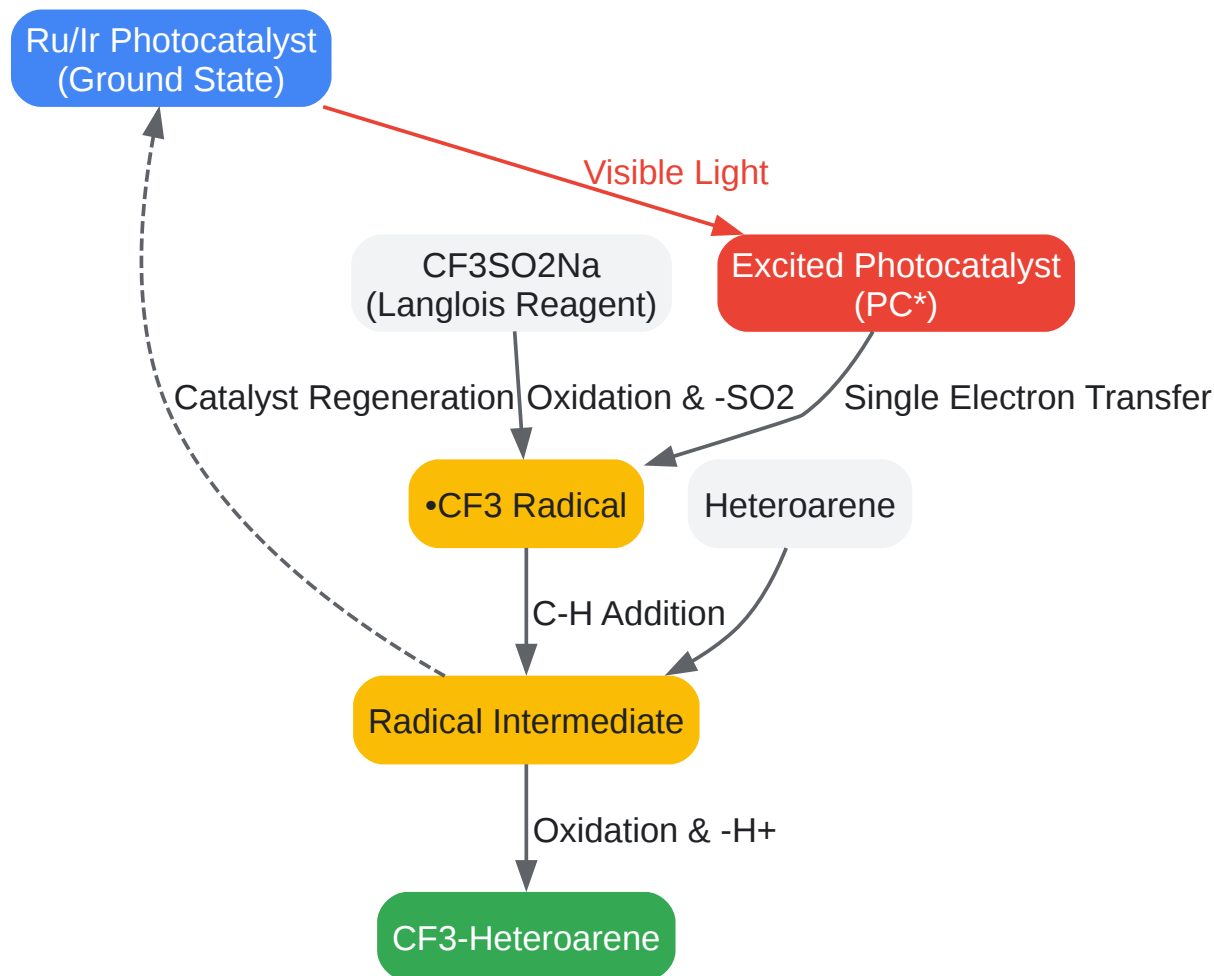 Ru/Ir Photocatalyst
(Ground State)
Visible Light
CF3SO2Na
(Langlois Reagent)
Excited Photocatalyst
(PC*)
Catalyst Regeneration
Oxidation & -SO2
Single Electron Transfer
•CF3 Radical
Heteroarene
C-H Addition
Radical Intermediate
Oxidation & -H+
CF3-Heteroarene